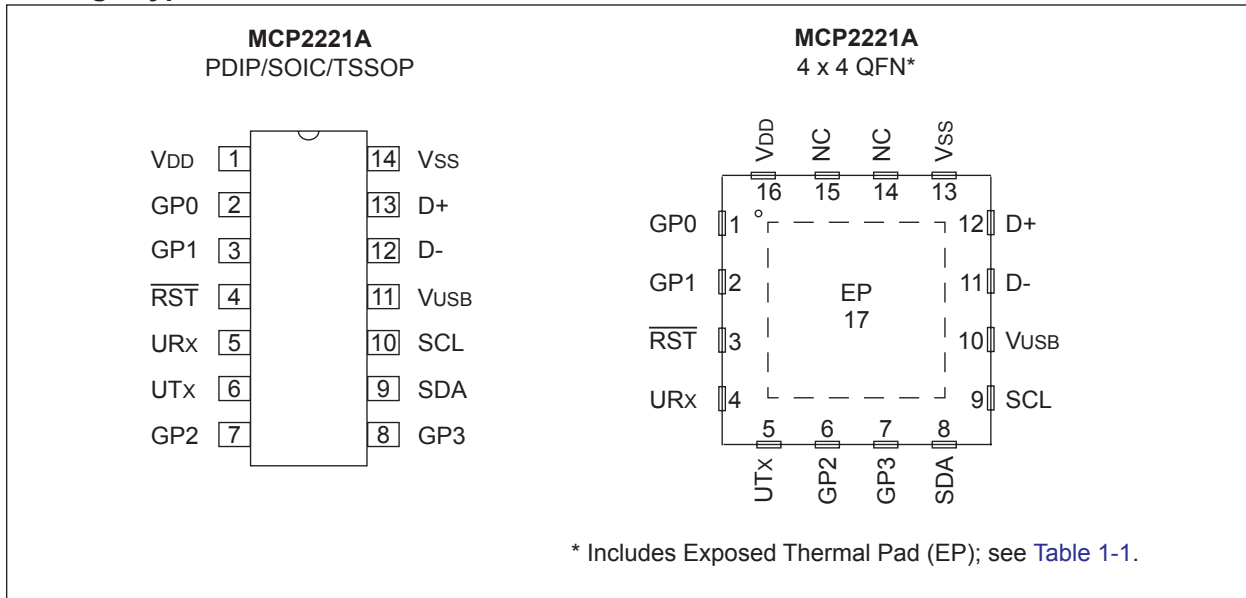 MCP2221A
PDIP/SOIC/TSSOP
VDD 1 14 VSS
GP0 2 13 D+
GP1 3 12 D-
RST 4 11 VUSB
URx 5 10 SCL
UTx 6 9 SDA
GP2 7 8 GP3
MCP2221A
4 x 4 QFN*
VDD NC NC VSS
16 15 14 13
GP0 1 12 D+
GP1 2 11 D-
EP
17
RST 3 10 VUSB
URx 4 9 SCL
5 6 7 8
UTx GP2 GP3 SDA
* Includes Exposed Thermal Pad (EP); see Table 1-1.